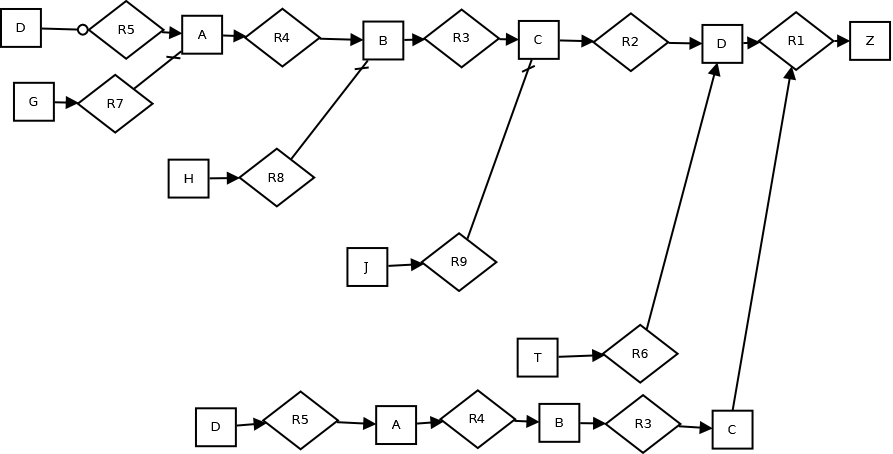 D R5 A R4 B R3 C R2 D R1 Z
G R7
H R8
J R9
T R6
D R5 A R4 B R3 C